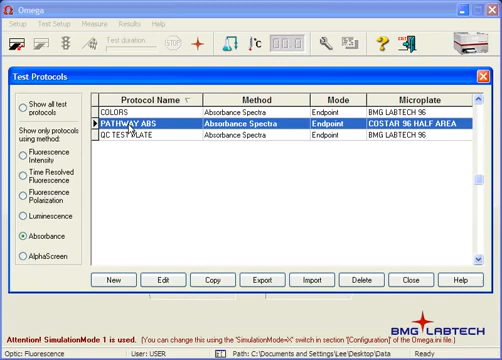 Omega
Setup Test Setup Measure Results Help
Test duration
STOP
°C
000
?
EXIT
Test Protocols
Show all test
protocols
Show only protocols
using method:
Fluorescence
Intensity
Time Resolved
Fluorescence
Fluorescence
Polarization
Luminescence
Absorbance
AlphaScreen
Protocol Name Method Mode Microplate
COLORS Absorbance Spectra Endpoint BMG LABTECH 96
PATHWAY ABS Absorbance Spectra Endpoint COSTAR 96 HALF AREA
QC TEST PLATE Absorbance Spectra Endpoint BMG LABTECH 96
New Edit Copy Export Import Delete Close Help
BMG LABTECH
Attention! SimulationMode 1 is used. (You can change this using the 'SimulationMode=X' switch in section '[Configuration] of the Omega.ini file.)
Optic: Fluorescence User: USER Path: C:\Documents and Settings\Lee\Desktop\Data Ready